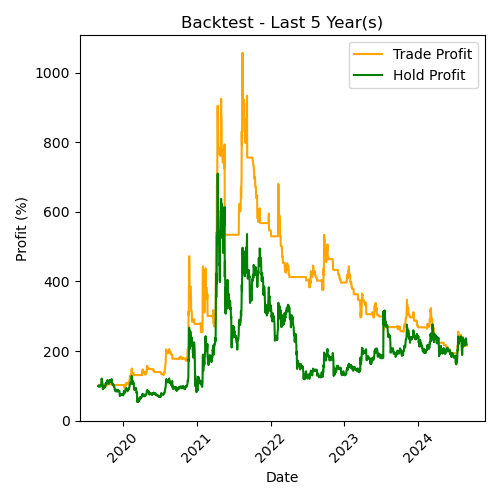 Backtest - Last 5 Year(s)
Trade Profit
Hold Profit
Profit (%)
1000
800
600
400
200
0
2020
2021
2022
2023
2024
Date